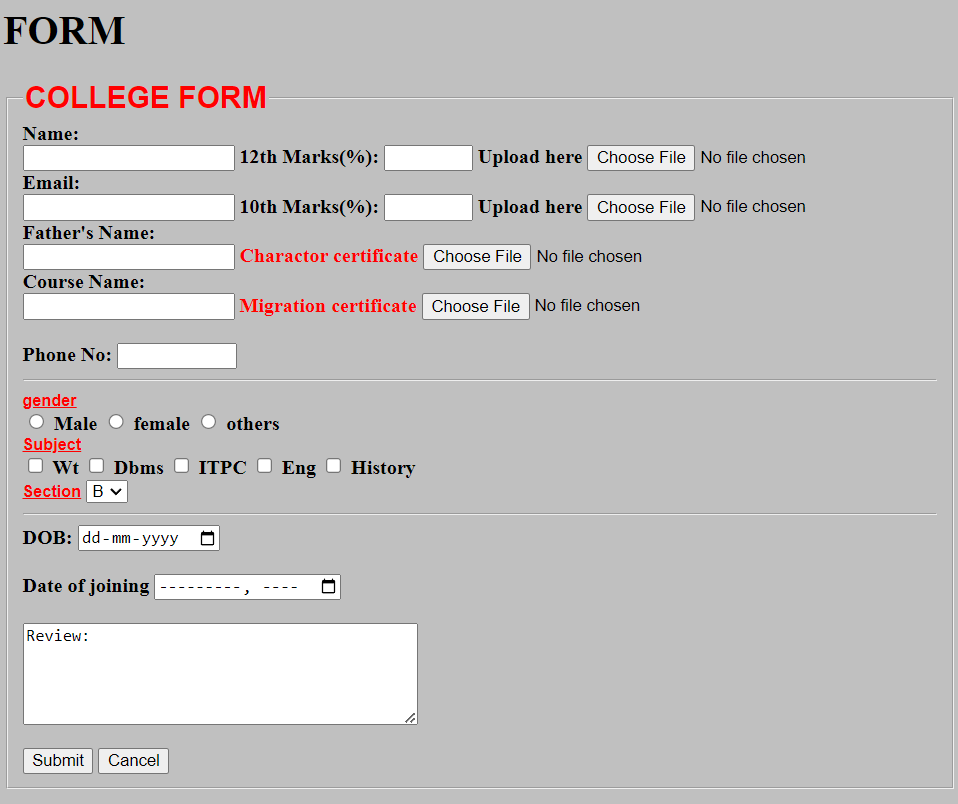 FORM
COLLEGE FORM
Name:
12th Marks(%): Upload here Choose File No file chosen
Email:
10th Marks(%): Upload here Choose File No file chosen
Father's Name:
Charactor certificate Choose File No file chosen
Course Name:
Migration certificate Choose File No file chosen
Phone No:
gender
Male female others
Subject
Wt Dbms ITPC Eng History
Section B
DOB: dd-mm-yyyy
Date of joining ---------, ----
Review:
Submit Cancel